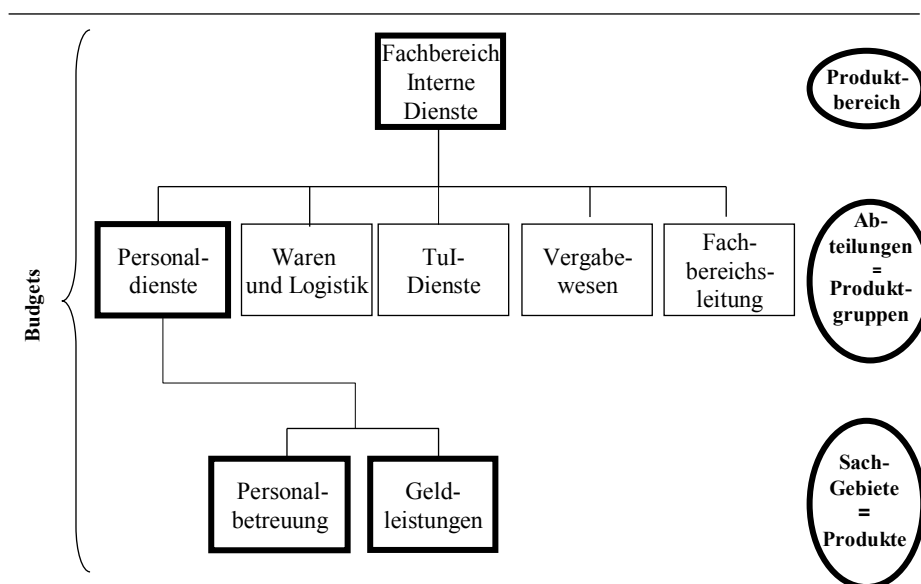 Budgets
Fachbereich
Interne
Dienste
Produkt-
bereich
Personal-
dienste
Waren
und Logistik
TuI-
Dienste
Vergabe-
wesen
Fach-
bereichs-
leitung
Ab-
teilungen
=
Produkt-
gruppen
Personal-
betreuung
Geld-
leistungen
Sach-
Gebiete
=
Produkte